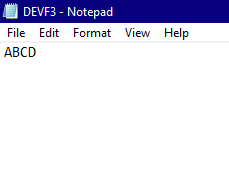 DEVF3 - Notepad
File Edit Format View Help
ABCD